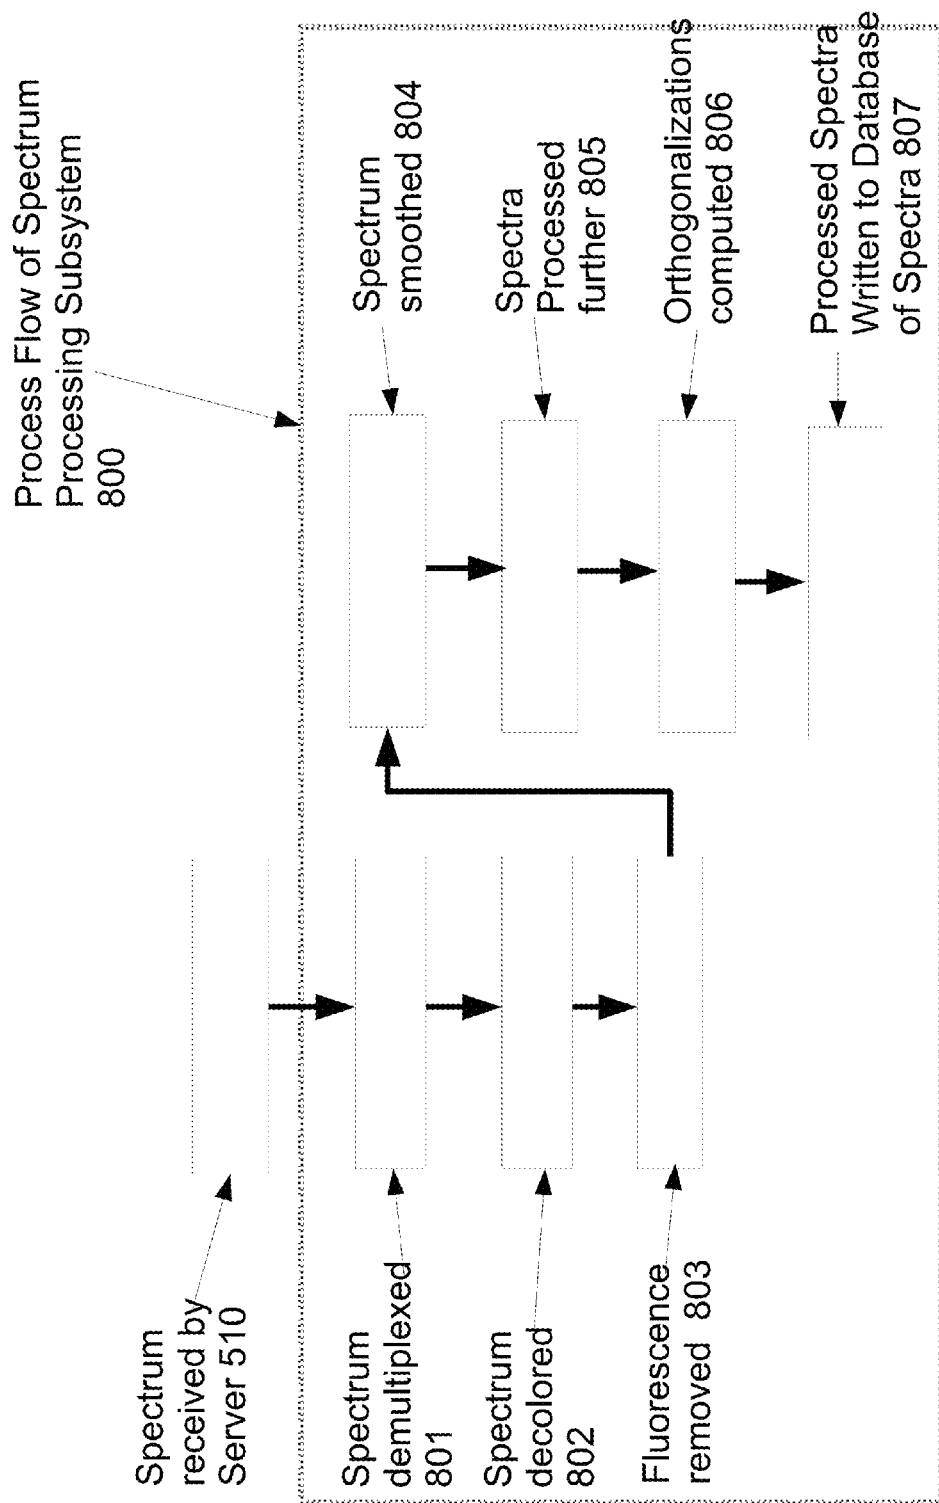 Process Flow of Spectrum
Processing Subsystem
800
Spectrum
received by
Server 510
Spectrum
demultiplexed
801
Spectrum
decolored
802
Fluorescence
removed 803
Spectrum
smoothed 804
Spectra
Processed
further 805
Orthogonalizations
computed 806
Processed Spectra
Written to Database
of Spectra 807